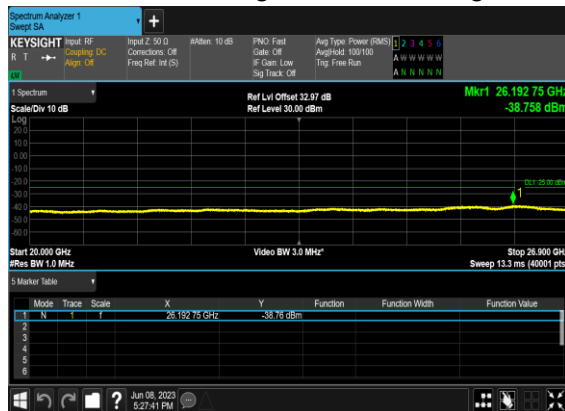 Spectrum Analyzer 1
Swept SA
+
KEYSIGHT Input: RF Input Z: 50 Ω #Atten: 10 dB PNO: Fast Avg Type: Power (RMS) 1 2 3 4 5 6
R T Coupling: DC Corrections: Off Gate: Off Avg|Hold: 100/100 A W W W W W
Align: Off Freq Ref: Int (S) IF Gain: Low Trig: Free Run
Sig Track: Off A N N N N N
LW
1 Spectrum Ref Lvl Offset 32.97 dB Mkr1 26.192 75 GHz
Scale/Div 10 dB Ref Level 30.00 dBm -38.758 dBm
Log
20.0
10.0
0.00
-10.0
-20.0
DL1 -25.00 dBm
-30.0
1
-40.0
-50.0
-60.0
Start 20.000 GHz Video BW 3.0 MHz* Stop 26.900 GHz
#Res BW 1.0 MHz Sweep 13.3 ms (40001 pts
5 Marker Table
Mode Trace Scale X Y Function Function Width Function Value
1 N 1 f 26.192 75 GHz -38.76 dBm
2
3
4
5
6
? Jun 08, 2023
5:27:41 PM